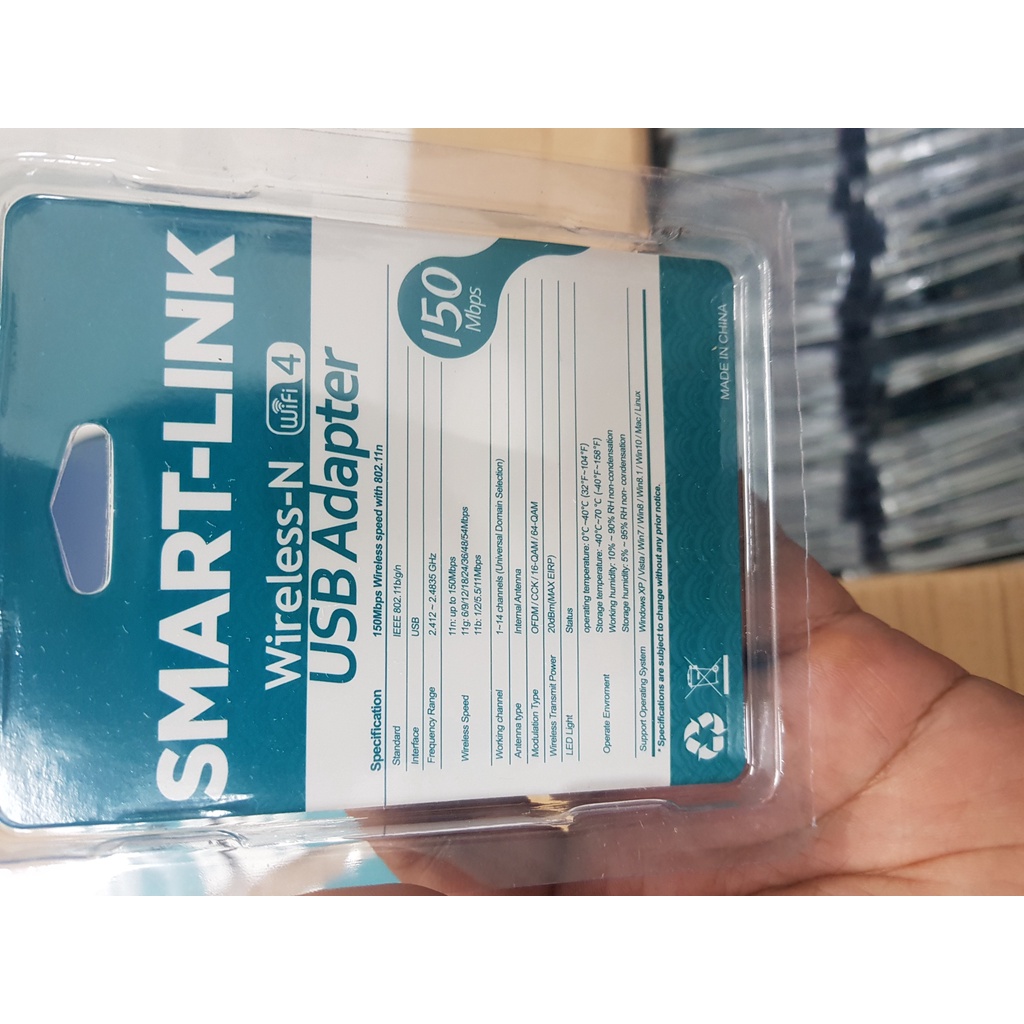 SMART-LINK
Wireless-N WiFi 4
USB Adapter
150
Mbps
Specification 150Mbps Wireless speed with 802.11n
Standard IEEE 802.11b/g/n
Interface USB
Frequency Range 2.412 ~ 2.4835 GHz
11n: up to 150Mbps
Wireless Speed 11g: 6/9/12/18/24/36/48/54Mbps
11b: 1/2/5.5/11Mbps
Working channel 1~14 channels (Universal Domain Selection)
Antenna type Internal Antenna
Modulation Type OFDM / CCK / 16-QAM / 64-QAM
Wireless Transmit Power 20dBm(MAX EIRP)
LED Light Status
operating temperature: 0°C ~40°C (32°F~104°F)
Storage temperature: -40°C~70 °C (-40°F~158°F)
Operate Enviroment Working humidity: 10% ~ 90% RH non-condensation
Storage humidity: 5% ~ 95% RH non- condensation
Support Operating System Windows XP / Vista / Win7 / Win8 / Win8.1 / Win10 / Mac / Linux
* Specifications are subject to change without any prior notice.
MADE IN CHINA